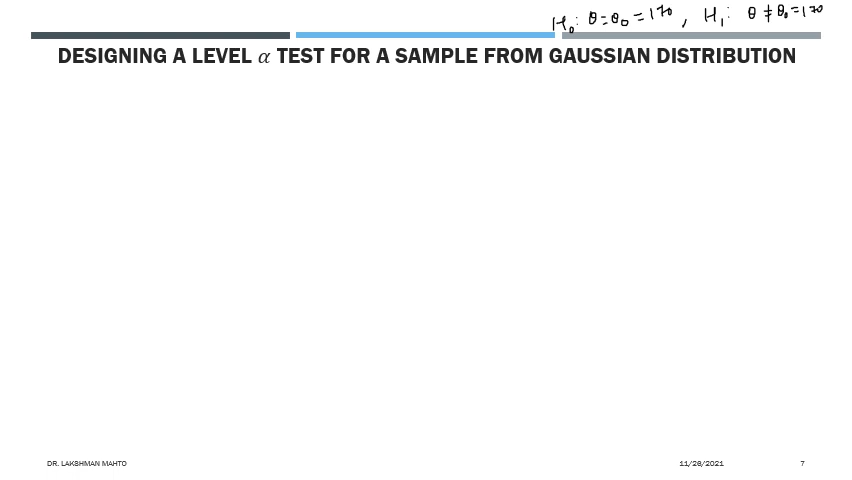 H₀: θ=θ₀=170, H₁: θ≠θ₀=170
DESIGNING A LEVEL α TEST FOR A SAMPLE FROM GAUSSIAN DISTRIBUTION
DR. LAKSHMAN MAHTO 11/26/2021 7